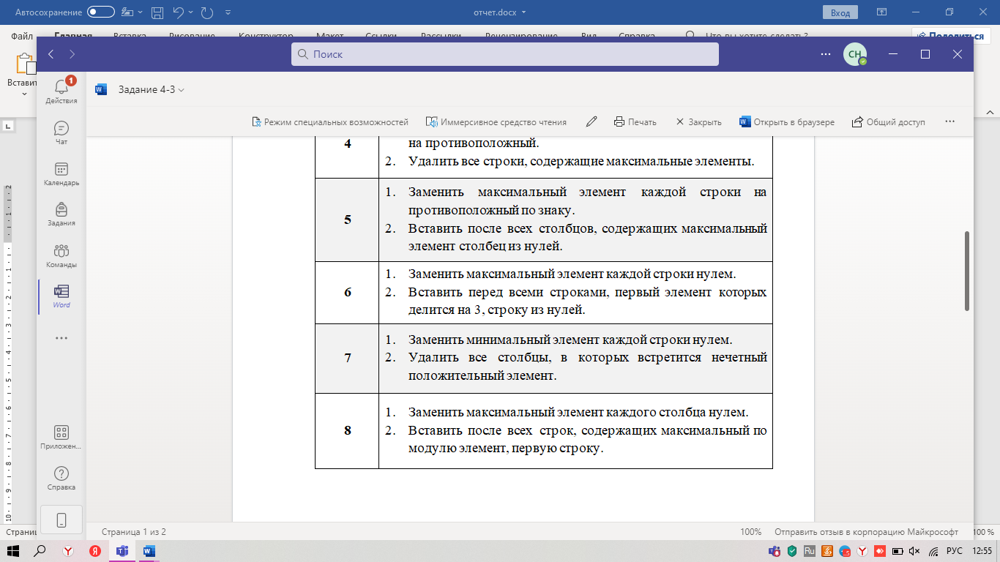 Автосохранение
отчет.docx
Вход
Файл Главная Вставка Рисование Конструктор Макет Ссылки Рассылки Рецензирование Вид Справка Что вы хотите сделать? Поделиться
Поиск
СН
Вставить
1
Действия
Чат
Календарь
Задания
Команды
Word
Приложен...
Справка
Задание 4-3
Режим специальных возможностей Иммерсивное средство чтения Печать Закрыть Открыть в браузере Общий доступ
4
на противоположный.
2. Удалить все строки, содержащие максимальные элементы.
5
1. Заменить максимальный элемент каждой строки на
противоположный по знаку.
2. Вставить после всех столбцов, содержащих максимальный
элемент столбец из нулей.
6
1. Заменить максимальный элемент каждой строки нулем.
2. Вставить перед всеми строками, первый элемент которых
делится на 3, строку из нулей.
7
1. Заменить минимальный элемент каждой строки нулем.
2. Удалить все столбцы, в которых встретится нечетный
положительный элемент.
8
1. Заменить максимальный элемент каждого столбца нулем.
2. Вставить после всех строк, содержащих максимальный по
модулю элемент, первую строку.
Страница 1 из 2
100% Отправить отзыв в корпорацию Майкрософт
100 %
РУС 12:55